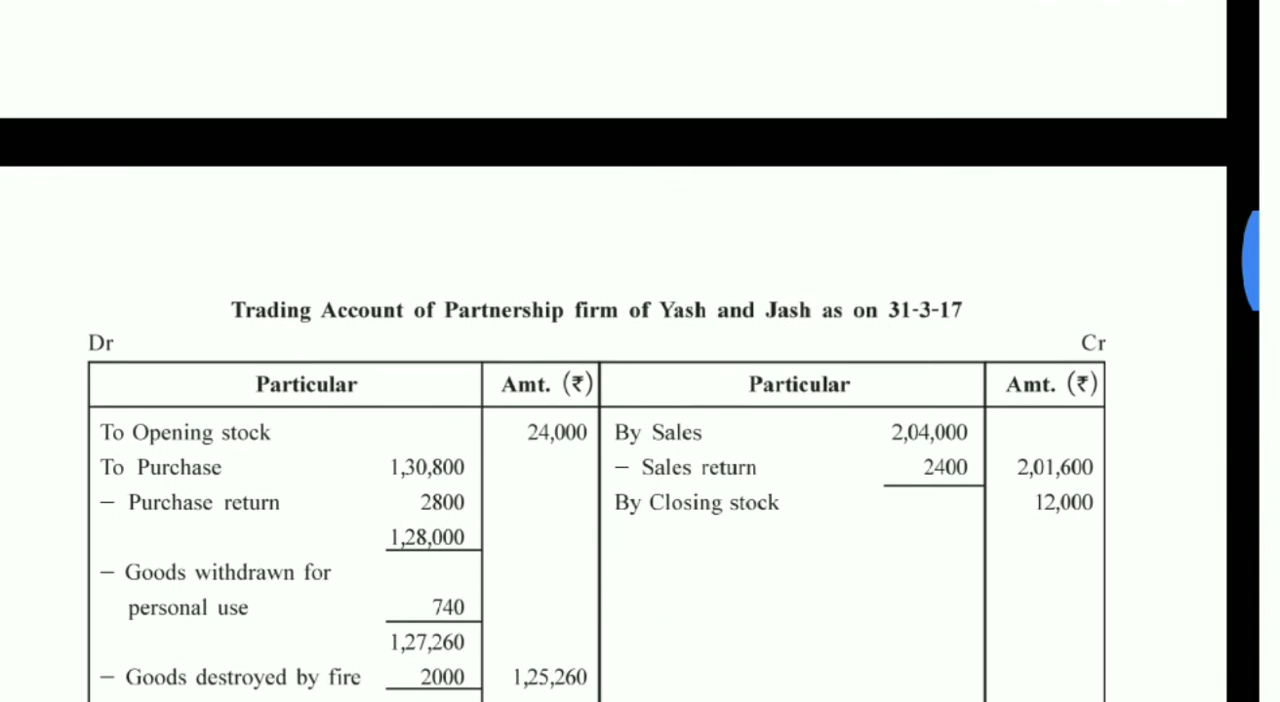 Trading Account of Partnership firm of Yash and Jash as on 31-3-17
Dr Cr
Particular Amt. (₹) Particular Amt. (₹)
To Opening stock 24,000 By Sales 2,04,000
To Purchase 1,30,800 – Sales return 2400 2,01,600
– Purchase return 2800 By Closing stock 12,000
1,28,000
– Goods withdrawn for
personal use 740
1,27,260
– Goods destroyed by fire 2000 1,25,260